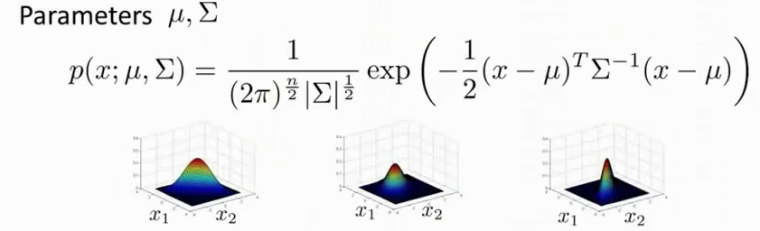 Parameters μ, Σ
p(x; μ, Σ) = 1 / ((2π)^{n/2} |Σ|^{1/2}) exp(−1/2 (x − μ)^T Σ^{−1} (x − μ))
x₁ x₂ x₁ x₂ x₁ x₂